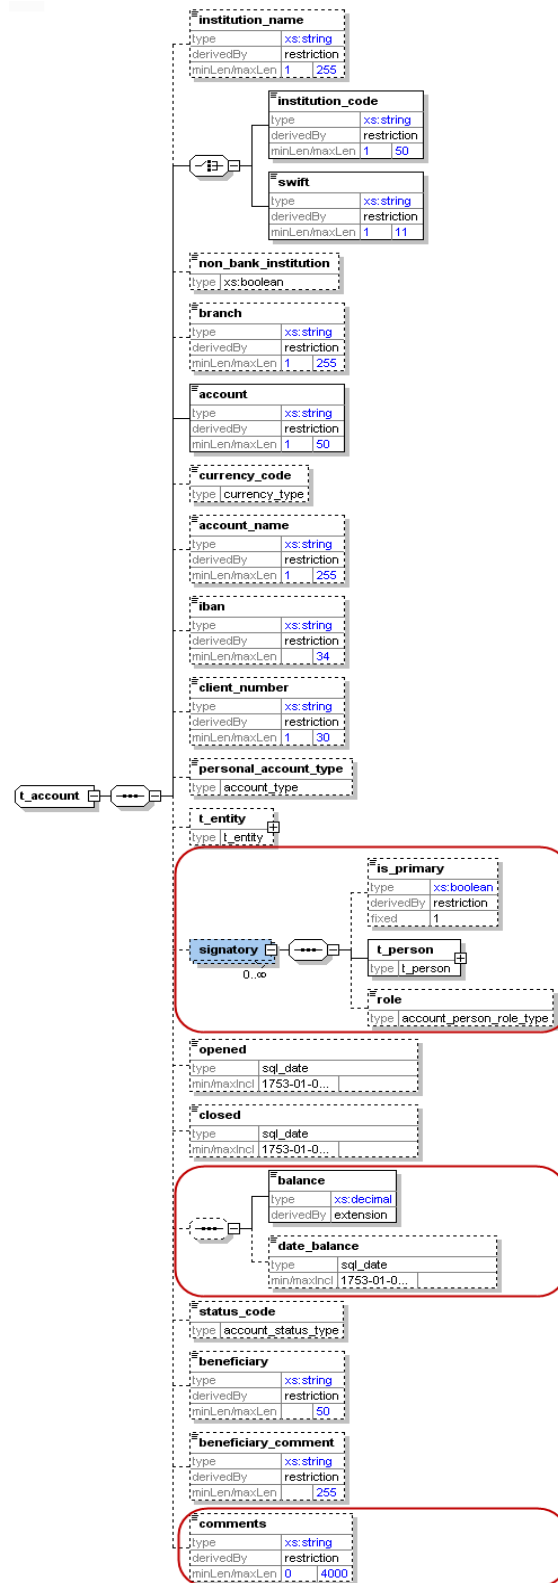 institution_name
type xs:string
derivedBy restriction
minLen/maxLen 1 255
institution_code
type xs:string
derivedBy restriction
minLen/maxLen 1 50
swift
type xs:string
derivedBy restriction
minLen/maxLen 1 11
non_bank_institution
type xs:boolean
branch
type xs:string
derivedBy restriction
minLen/maxLen 1 255
account
type xs:string
derivedBy restriction
minLen/maxLen 1 50
currency_code
type currency_type
account_name
type xs:string
derivedBy restriction
minLen/maxLen 1 255
iban
type xs:string
derivedBy restriction
minLen/maxLen 34
client_number
type xs:string
derivedBy restriction
minLen/maxLen 1 30
personal_account_type
type account_type
t_account
t_entity
type t_entity
is_primary
type xs:boolean
derivedBy restriction
fixed 1
signatory
0..∞
t_person
type t_person
role
type account_person_role_type
opened
type sql_date
min/maxIncl 1753-01-0...
closed
type sql_date
min/maxIncl 1753-01-0...
balance
type xs:decimal
derivedBy extension
date_balance
type sql_date
min/maxIncl 1753-01-0...
status_code
type account_status_type
beneficiary
type xs:string
derivedBy restriction
minLen/maxLen 50
beneficiary_comment
type xs:string
derivedBy restriction
minLen/maxLen 255
comments
type xs:string
derivedBy restriction
minLen/maxLen 0 4000